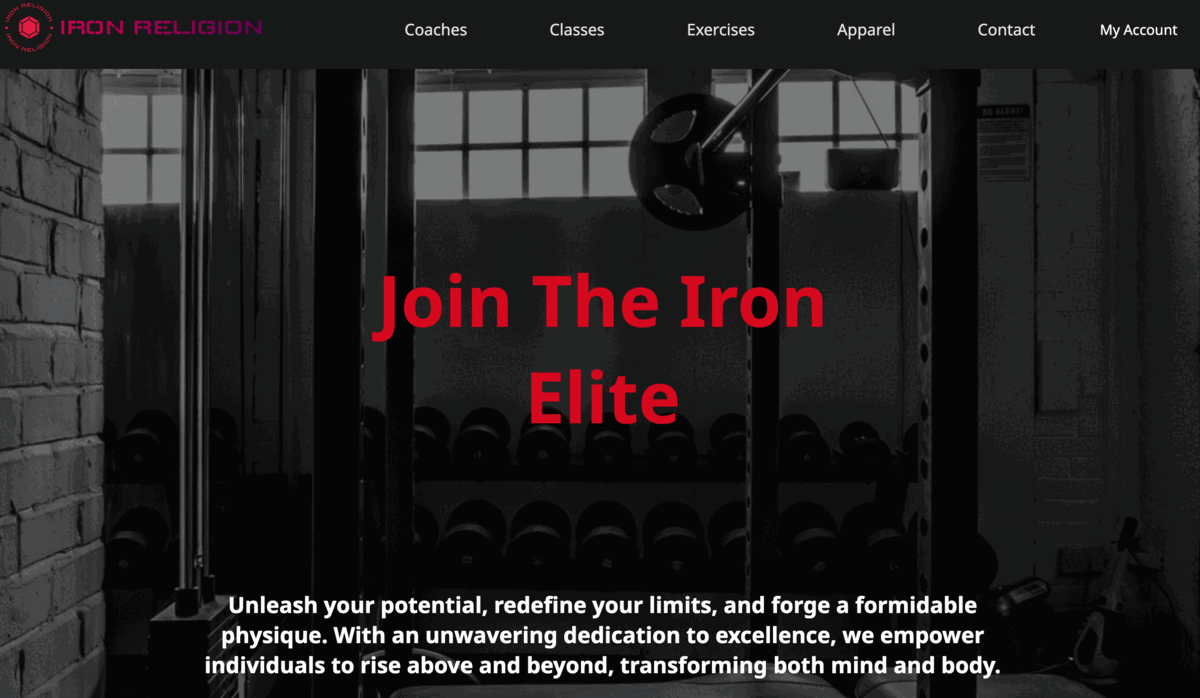 IRON RELIGION
IRON RELIGION
IRON RELIGION
Coaches
Classes
Exercises
Apparel
Contact
My Account
BE ALERT!
Join The Iron
Elite
Unleash your potential, redefine your limits, and forge a formidable
physique. With an unwavering dedication to excellence, we empower
individuals to rise above and beyond, transforming both mind and body.